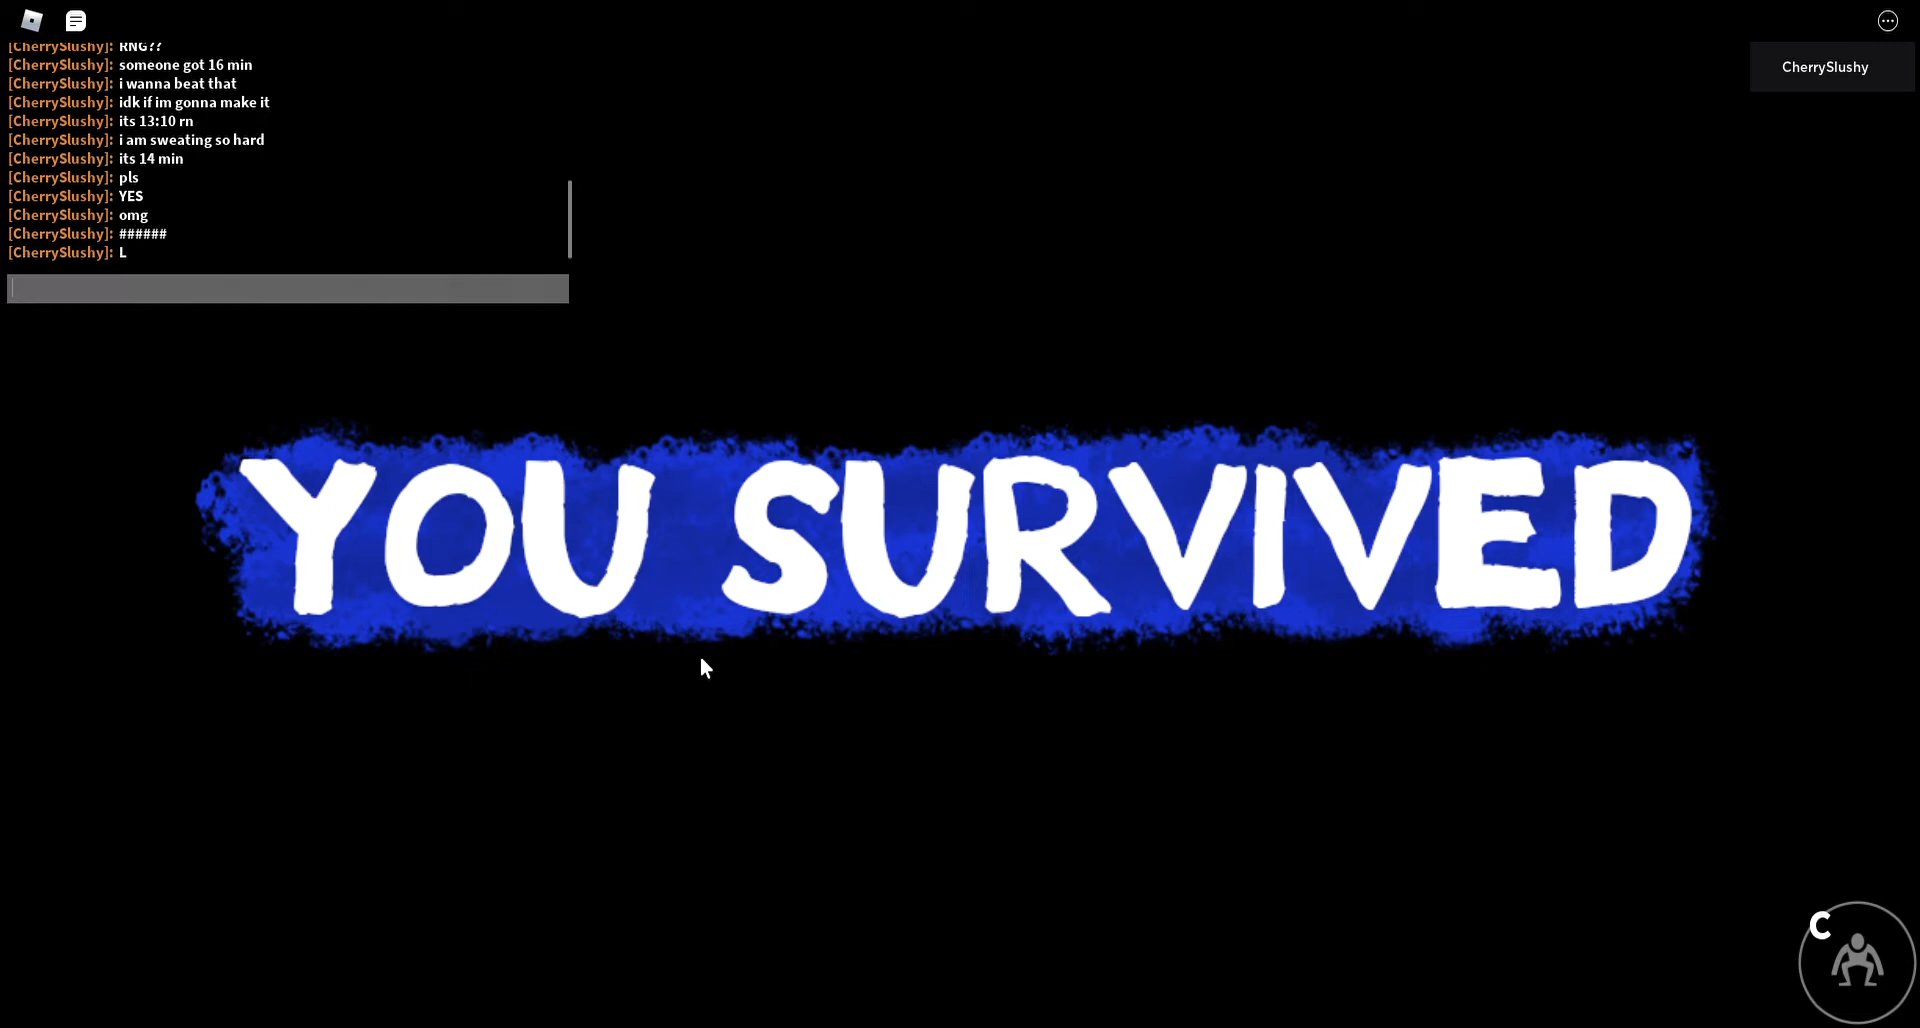 [CherrySlushy]: RNG??
[CherrySlushy]: someone got 16 min
[CherrySlushy]: i wanna beat that
[CherrySlushy]: idk if im gonna make it
[CherrySlushy]: its 13:10 rn
[CherrySlushy]: i am sweating so hard
[CherrySlushy]: its 14 min
[CherrySlushy]: pls
[CherrySlushy]: YES
[CherrySlushy]: omg
[CherrySlushy]: ######
[CherrySlushy]: L
CherrySlushy
YOU SURVIVED
C